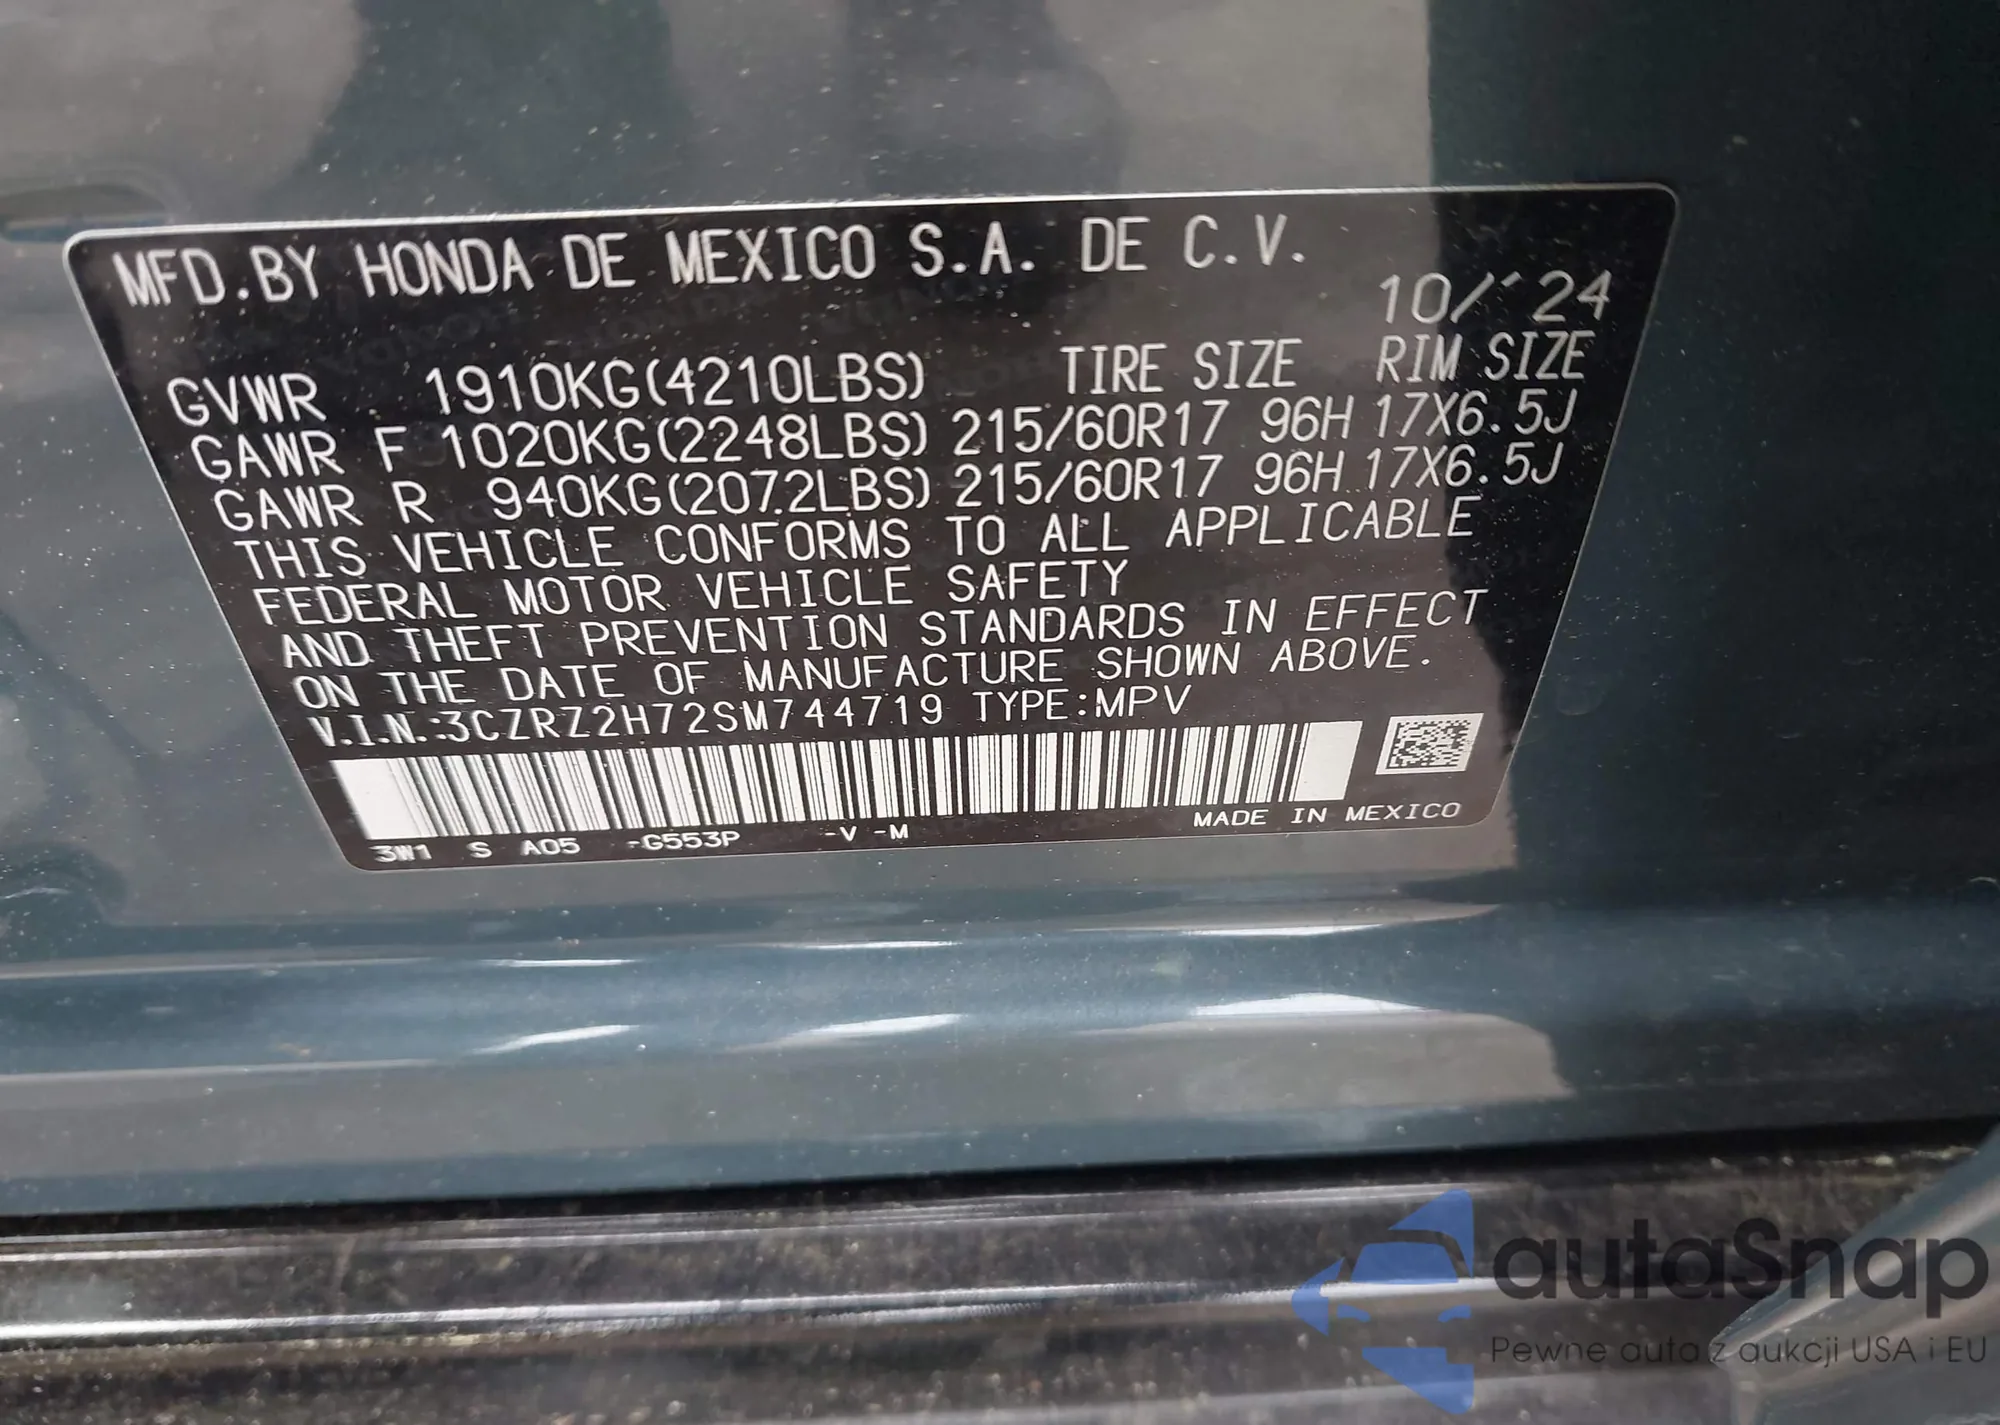 MFD.BY HONDA DE MEXICO S.A. DE C.V.
10/'24
GVWR 1910KG(4210LBS) TIRE SIZE RIM SIZE
GAWR F 1020KG(2248LBS) 215/60R17 96H 17X6.5J
GAWR R 940KG(2072LBS) 215/60R17 96H 17X6.5J
THIS VEHICLE CONFORMS TO ALL APPLICABLE
FEDERAL MOTOR VEHICLE SAFETY
AND THEFT PREVENTION STANDARDS IN EFFECT
ON THE DATE OF MANUFACTURE SHOWN ABOVE.
V.I.N.:3CZRZ2H72SM744719 TYPE:MPV
3W1 S A05 -G553P -V -M MADE IN MEXICO
autaSnap
Pewne auta z aukcji USA i EU